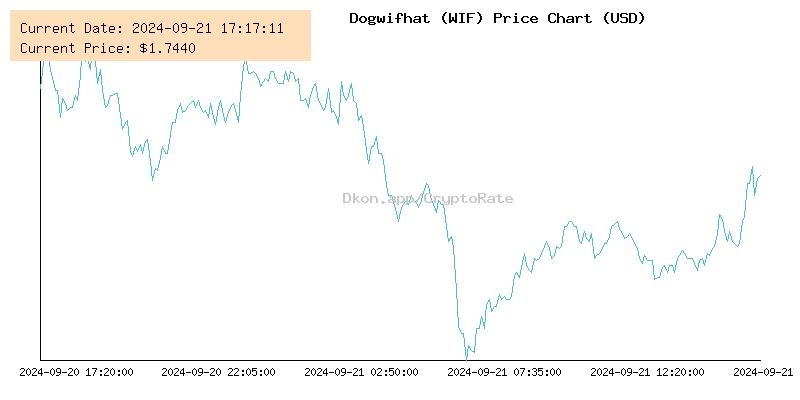 Dogwifhat (WIF) Price Chart (USD)
Current Date: 2024-09-21 17:17:11
Current Price: $1.7440
Dkon.app/CryptoRate
2024-09-20 17:20:00 2024-09-20 22:05:00 2024-09-21 02:50:00 2024-09-21 07:35:00 2024-09-21 12:20:00 2024-09-21